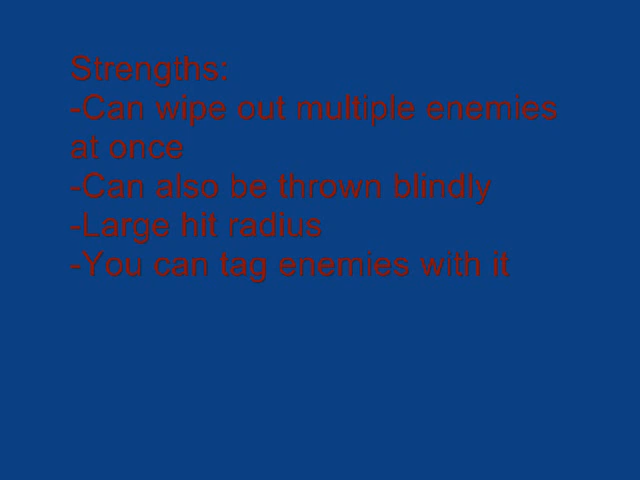 Strengths:
-Can wipe out multiple enemies
at once
-Can also be thrown blindly
-Large hit radius
-You can tag enemies with it